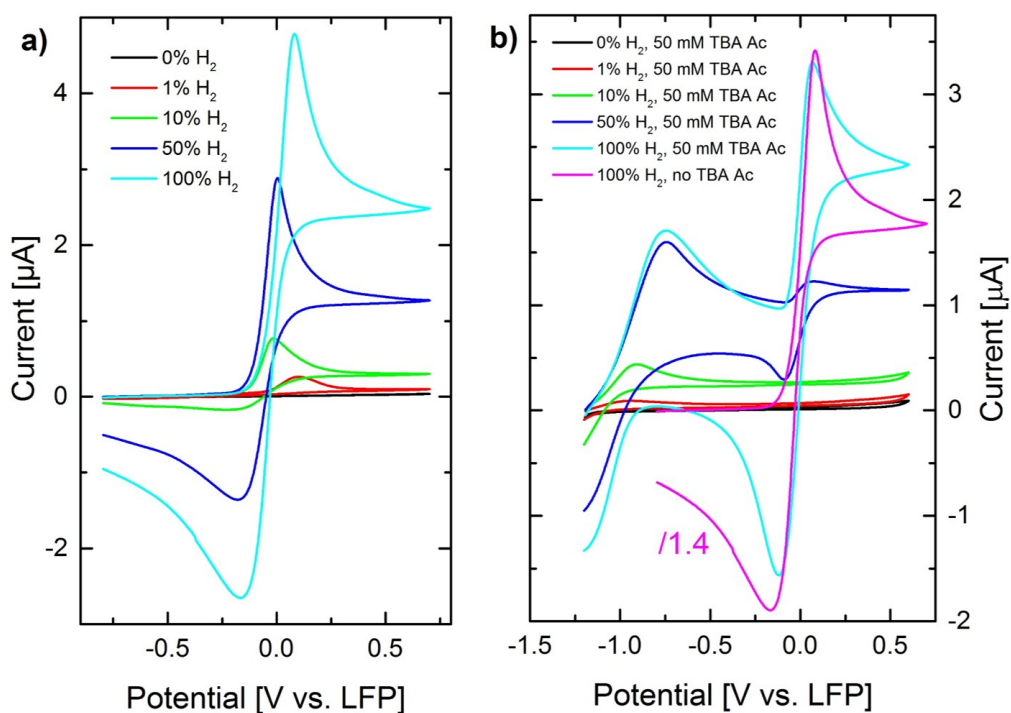 a)
0% H₂
1% H₂
10% H₂
50% H₂
100% H₂
Current [µA]
4
2
0
-2
-0.5
0.0
0.5
Potential [V vs. LFP]
b)
0% H₂, 50 mM TBA Ac
1% H₂, 50 mM TBA Ac
10% H₂, 50 mM TBA Ac
50% H₂, 50 mM TBA Ac
100% H₂, 50 mM TBA Ac
100% H₂, no TBA Ac
/1.4
3
2
1
0
-1
-2
Current [µA]
-1.5
-1.0
-0.5
0.0
0.5
Potential [V vs. LFP]